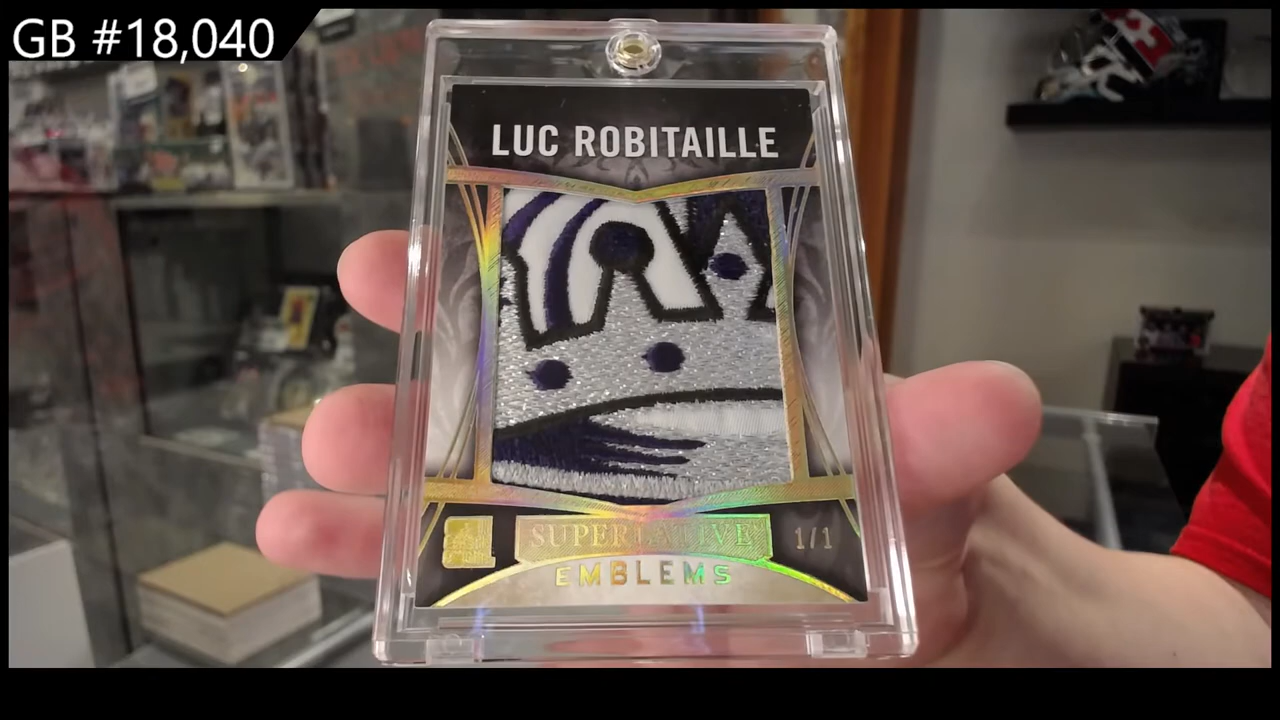 GB #18,040
LUC ROBITAILLE
SUPERLATIVE
1/1
EMBLEMS